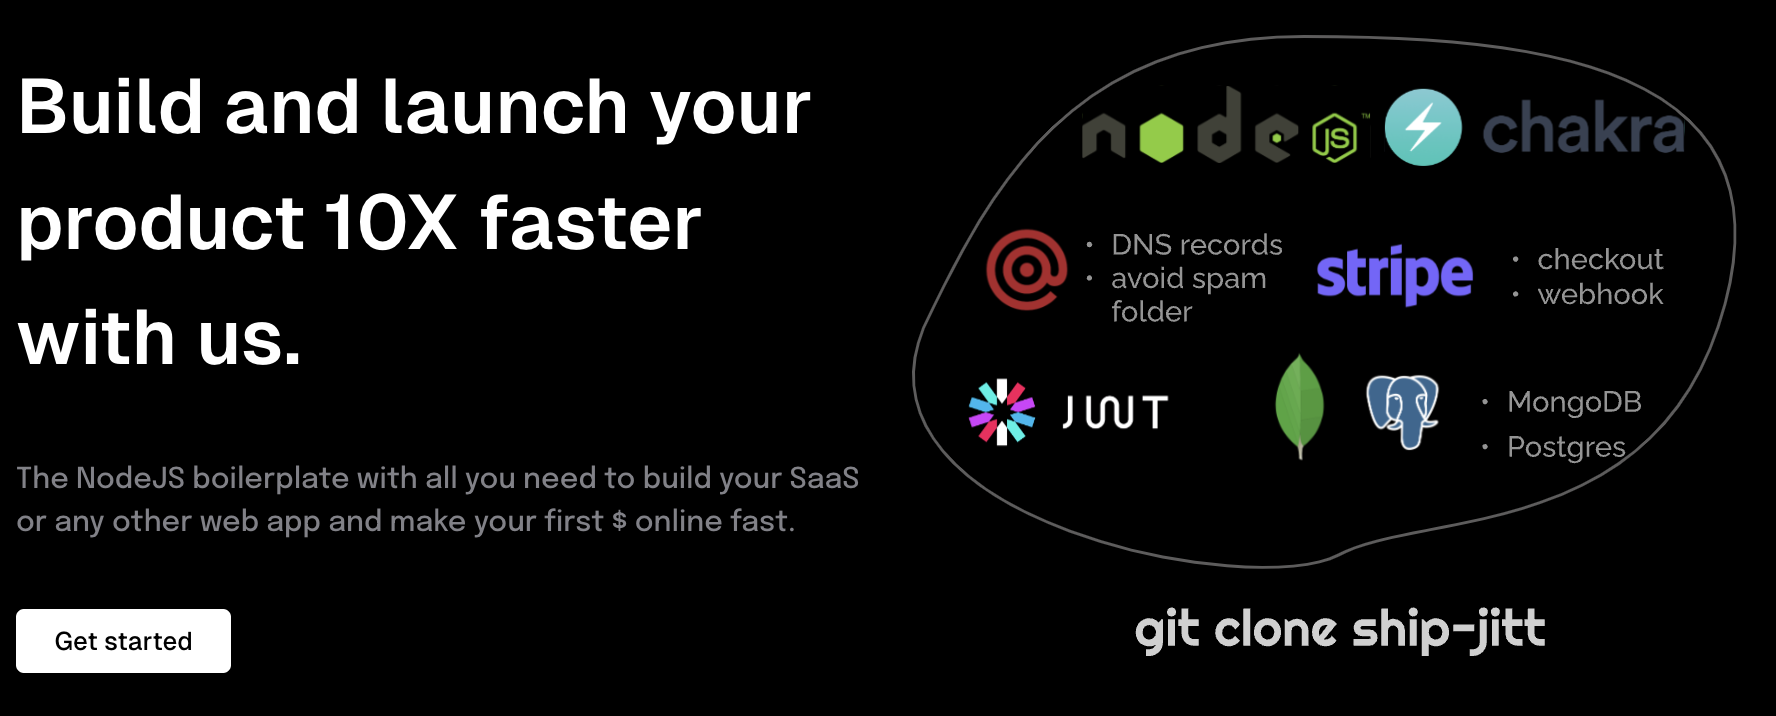 Build and launch your
product 10X faster
with us.
The NodeJS boilerplate with all you need to build your SaaS
or any other web app and make your first $ online fast.
Get started
node JS™ chakra
• DNS records
• avoid spam
folder
stripe
• checkout
• webhook
JWT
• MongoDB
• Postgres
git clone ship-jitt